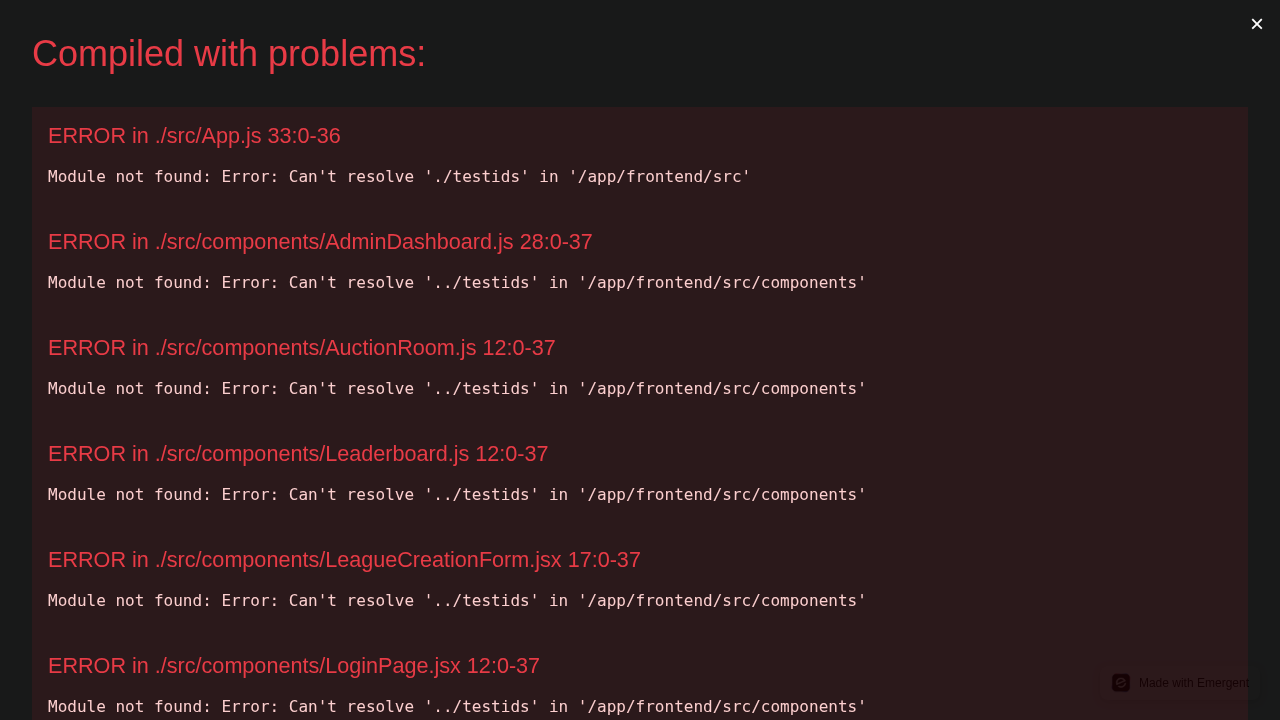 ×
Compiled with problems:
ERROR in ./src/App.js 33:0-36
Module not found: Error: Can't resolve './testids' in '/app/frontend/src'
ERROR in ./src/components/AdminDashboard.js 28:0-37
Module not found: Error: Can't resolve '../testids' in '/app/frontend/src/components'
ERROR in ./src/components/AuctionRoom.js 12:0-37
Module not found: Error: Can't resolve '../testids' in '/app/frontend/src/components'
ERROR in ./src/components/Leaderboard.js 12:0-37
Module not found: Error: Can't resolve '../testids' in '/app/frontend/src/components'
ERROR in ./src/components/LeagueCreationForm.jsx 17:0-37
Module not found: Error: Can't resolve '../testids' in '/app/frontend/src/components'
ERROR in ./src/components/LoginPage.jsx 12:0-37
Module not found: Error: Can't resolve '../testids' in '/app/frontend/src/components'
Made with Emergent